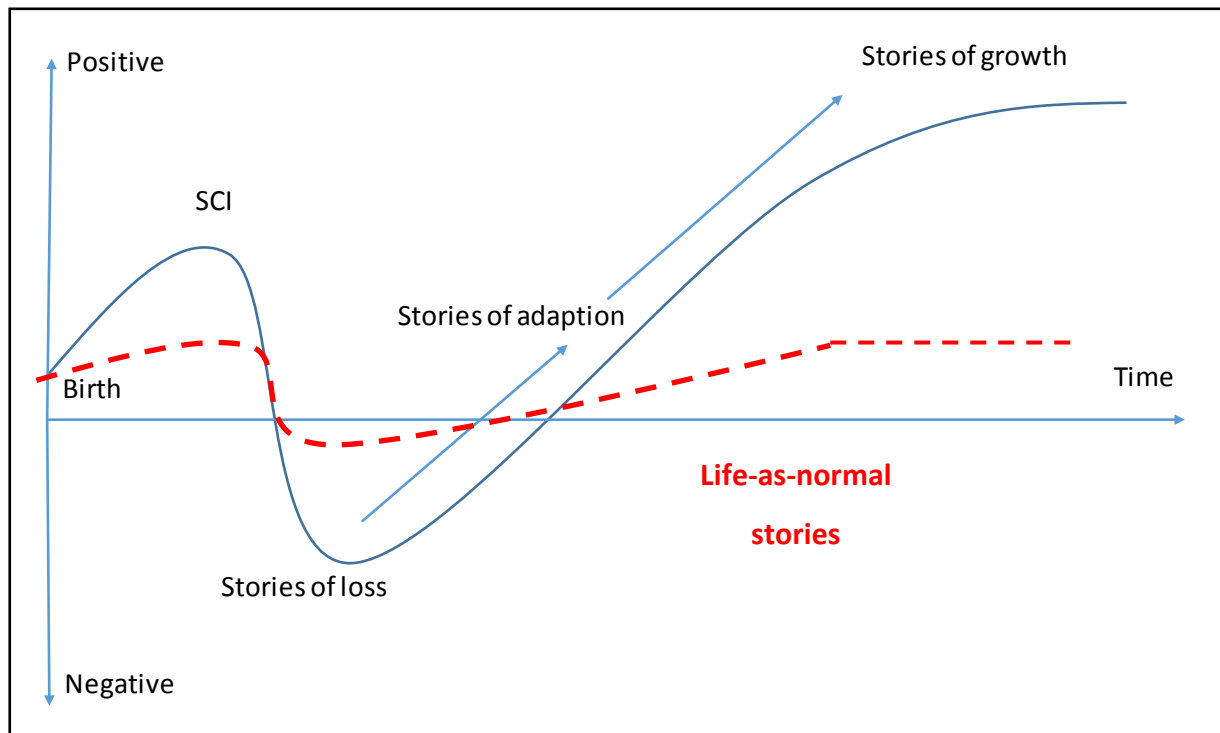 Positive
Stories of growth
SCI
Stories of adaption
Birth
Time
Life-as-normal
stories
Stories of loss
Negative